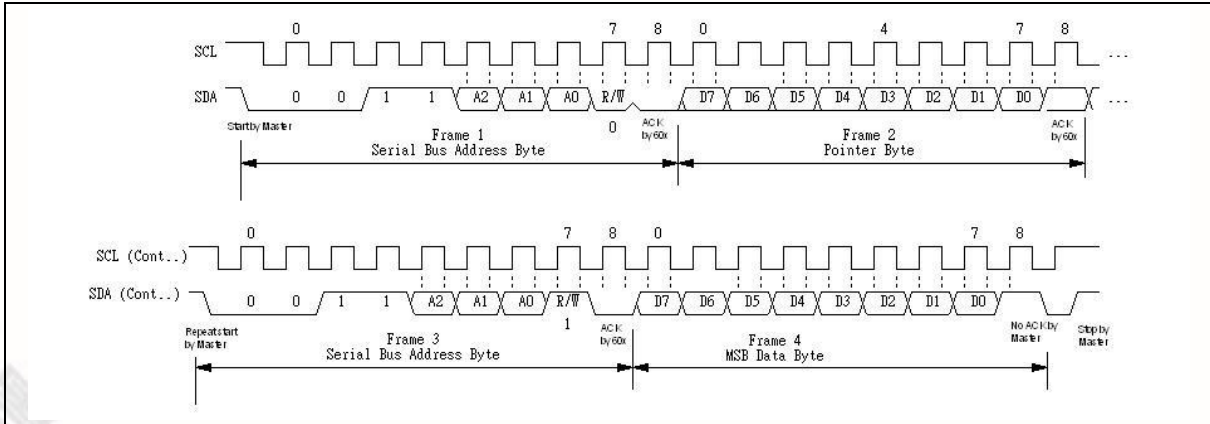 0 7 8 0 4 7 8
SCL ...
SDA 0 0 1 1 A2 A1 A0 R/W D7 D6 D5 D4 D3 D2 D1 D0 ...
Start by Master 0 ACK by 60x ACK by 60x
Frame 1 Frame 2
Serial Bus Address Byte Pointer Byte
0 7 8 0 7 8
SCL (Cont..)
SDA (Cont..) 0 0 1 1 A2 A1 A0 R/W D7 D6 D5 D4 D3 D2 D1 D0
Repeat start by Master 1 ACK by 60x No ACK by Master Stop by Master
Frame 3 Frame 4
Serial Bus Address Byte MSB Data Byte